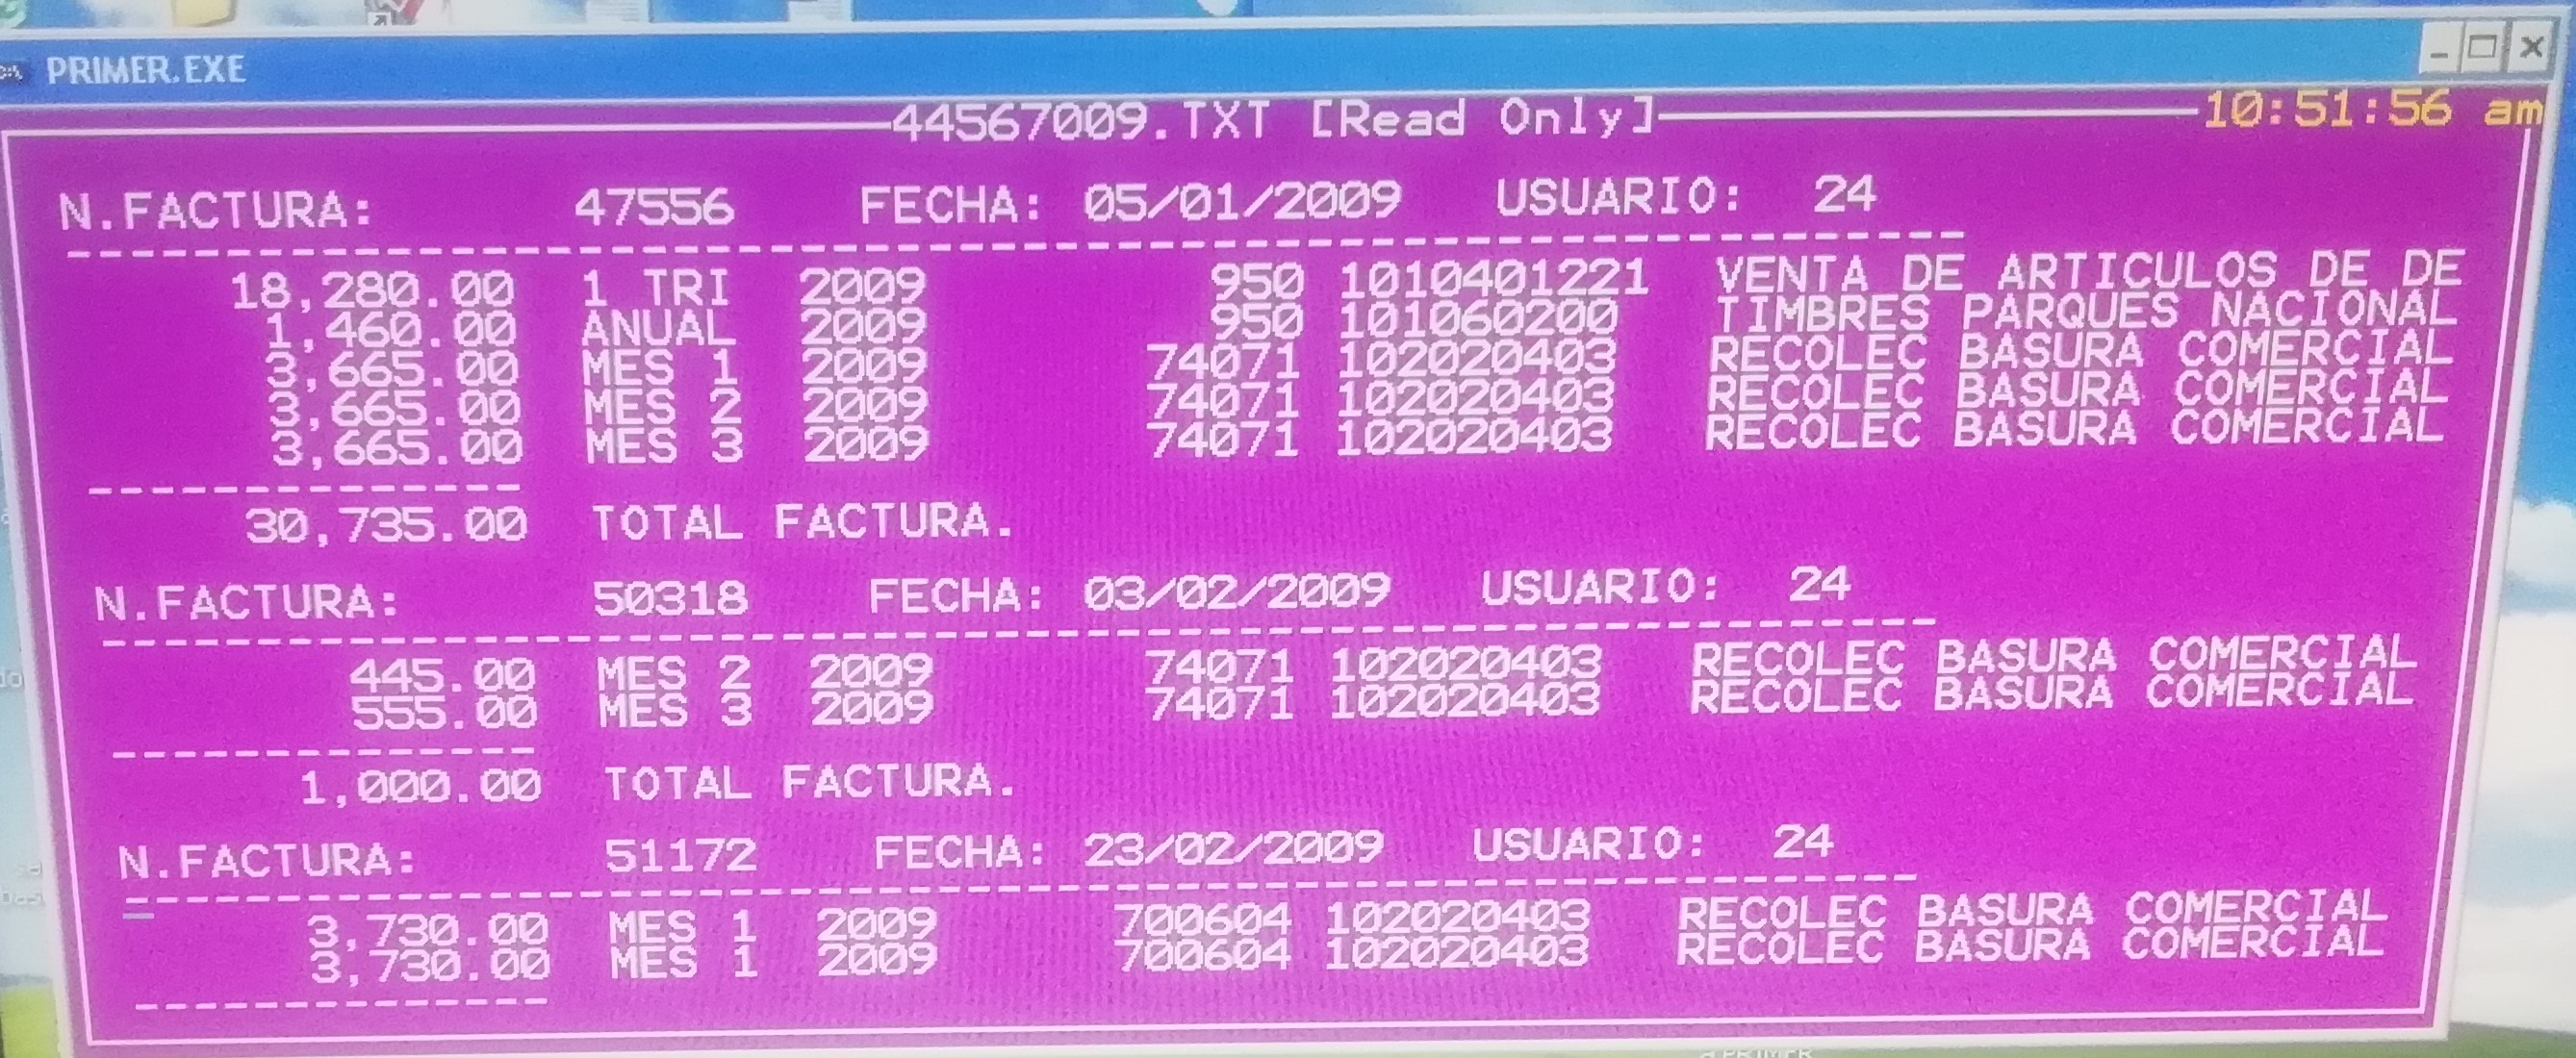 PRIMER.EXE
44567009.TXT [Read Only] 10:51:56 am
N.FACTURA: 47556 FECHA: 05/01/2009 USUARIO: 24
18,280.00 1 TRI 2009 950 1010401221 VENTA DE ARTICULOS DE DE
1,460.00 ANUAL 2009 950 101060200 TIMBRES PARQUES NACIONAL
3,665.00 MES 1 2009 74071 102020403 RECOLEC BASURA COMERCIAL
3,665.00 MES 2 2009 74071 102020403 RECOLEC BASURA COMERCIAL
3,665.00 MES 3 2009 74071 102020403 RECOLEC BASURA COMERCIAL
30,735.00 TOTAL FACTURA.
N.FACTURA: 50318 FECHA: 03/02/2009 USUARIO: 24
445.00 MES 2 2009 74071 102020403 RECOLEC BASURA COMERCIAL
555.00 MES 3 2009 74071 102020403 RECOLEC BASURA COMERCIAL
1,000.00 TOTAL FACTURA.
N.FACTURA: 51172 FECHA: 23/02/2009 USUARIO: 24
3,730.00 MES 1 2009 700604 102020403 RECOLEC BASURA COMERCIAL
3,730.00 MES 1 2009 700604 102020403 RECOLEC BASURA COMERCIAL